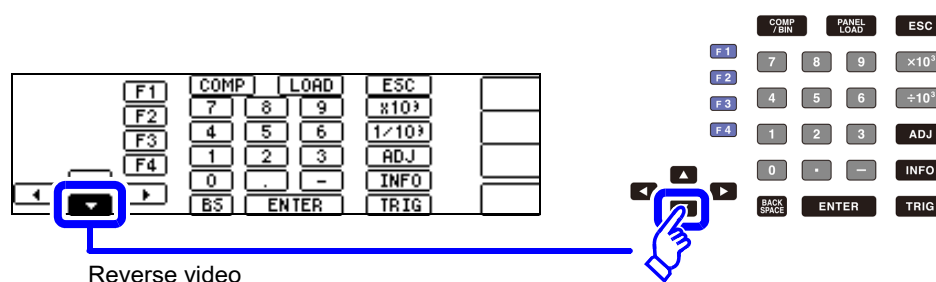 COMP LOAD ESC
F1 7 8 9 x10³
F2 4 5 6 1/10³
F3 1 2 3 ADJ
F4 0 . - INFO
BS ENTER TRIG
Reverse video
COMP / BIN PANEL LOAD ESC
F1 7 8 9 ×10³
F2
F3 4 5 6 ÷10³
F4 1 2 3 ADJ
0 · − INFO
BACK SPACE ENTER TRIG